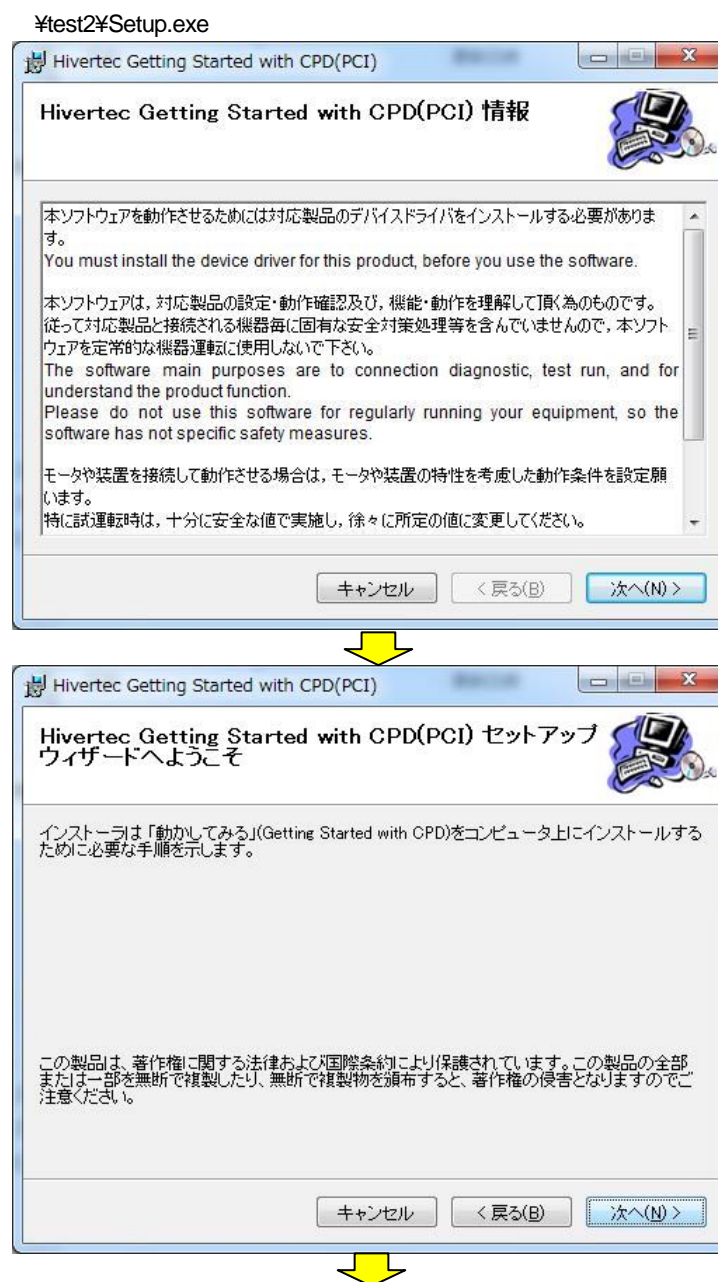 ¥test2¥Setup.exe
Hivertec Getting Started with CPD(PCI)
Hivertec Getting Started with CPD(PCI) 情報
本ソフトウェアを動作させるためには対応製品のデバイスドライバをインストールする必要がありま
す。
You must install the device driver for this product, before you use the software.
本ソフトウェアは，対応製品の設定・動作確認及び，機能・動作を理解して頂く為のものです。
従って対応製品と接続される機器毎に固有な安全対策処理等を含んでいませんので，本ソフト
ウェアを定常的な機器運転に使用しないで下さい。
The software main purposes are to connection diagnostic, test run, and for
understand the product function.
Please do not use this software for regularly running your equipment, so the
software has not specific safety measures.
モータや装置を接続して動作させる場合は，モータや装置の特性を考慮した動作条件を設定願
います。
特に試運転時は，十分に安全な値で実施し，徐々に所定の値に変更してください。
キャンセル
< 戻る(B)
次へ(N) >
Hivertec Getting Started with CPD(PCI)
Hivertec Getting Started with CPD(PCI) セットアップ
ウィザードへようこそ
インストーラは「動かしてみる」(Getting Started with CPD)をコンピュータ上にインストールする
ために必要な手順を示します。
この製品は、著作権に関する法律および国際条約により保護されています。この製品の全部
または一部を無断で複製したり、無断で複製物を頒布すると、著作権の侵害となりますのでご
注意ください。
キャンセル
< 戻る(B)
次へ(N) >